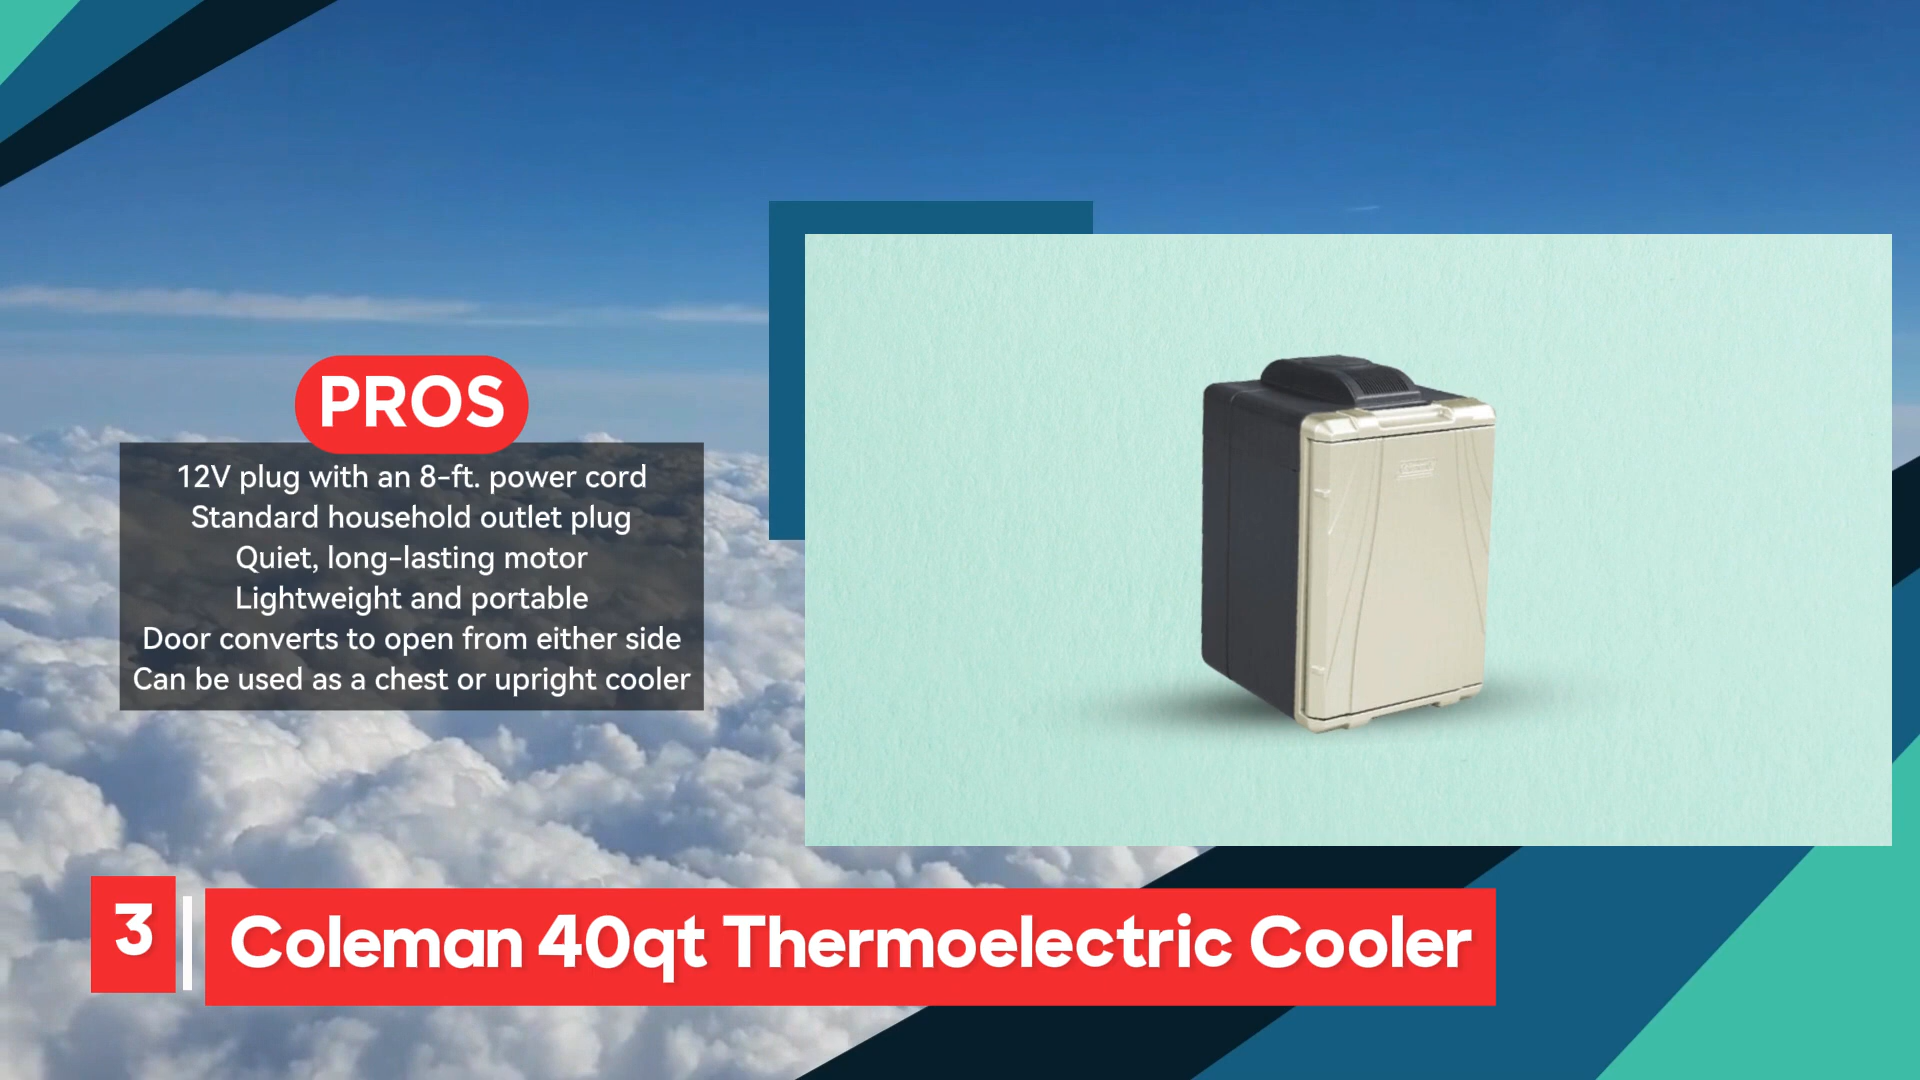 PROS
12V plug with an 8-ft. power cord
Standard household outlet plug
Quiet, long-lasting motor
Lightweight and portable
Door converts to open from either side
Can be used as a chest or upright cooler
3
Coleman 40qt Thermoelectric Cooler